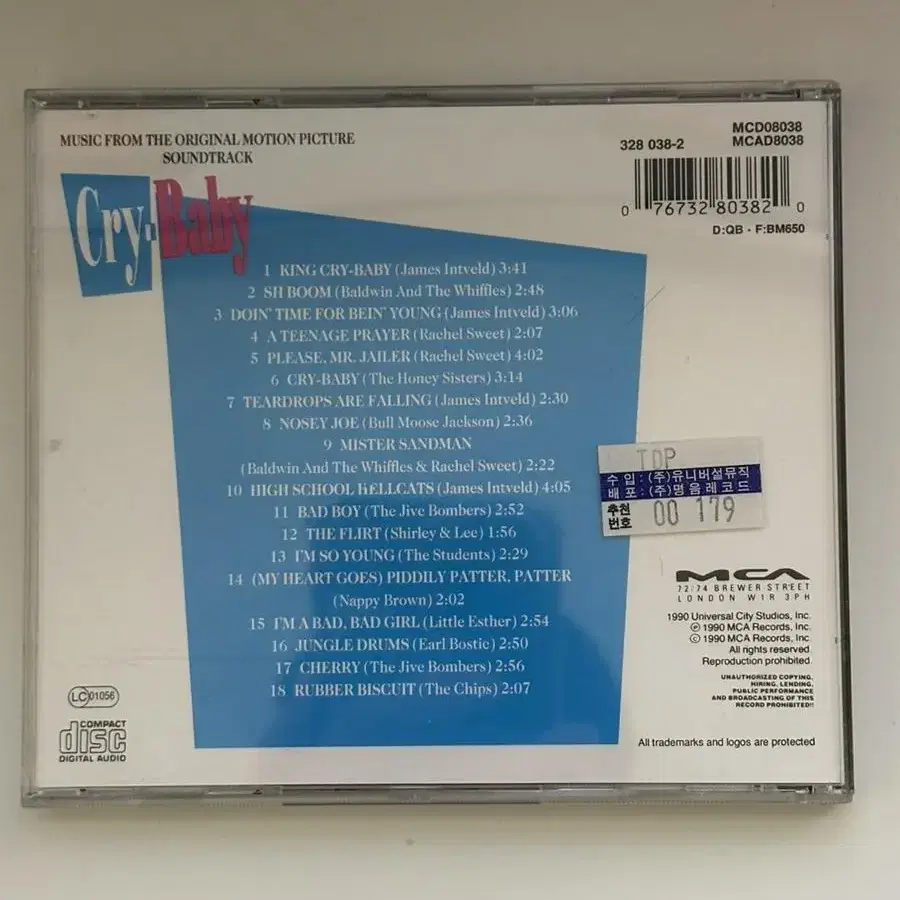 MUSIC FROM THE ORIGINAL MOTION PICTURE
SOUNDTRACK
Cry-Baby
328 038-2
MCD08038
MCAD8038
0 76732 80382 0
D:QB · F:BM650
1 KING CRY-BABY (James Intveld) 3:41
2 SH BOOM (Baldwin And The Whiffles) 2:48
3 DOIN' TIME FOR BEIN' YOUNG (James Intveld) 3:06
4 A TEENAGE PRAYER (Rachel Sweet) 2:07
5 PLEASE, MR. JAILER (Rachel Sweet) 4:02
6 CRY-BABY (The Honey Sisters) 3:14
7 TEARDROPS ARE FALLING (James Intveld) 2:30
8 NOSEY JOE (Bull Moose Jackson) 2:36
9 MISTER SANDMAN
(Baldwin And The Whiffles & Rachel Sweet) 2:22
10 HIGH SCHOOL HELLCATS (James Intveld) 4:05
11 BAD BOY (The Jive Bombers) 2:52
12 THE FLIRT (Shirley & Lee) 1:56
13 I'M SO YOUNG (The Students) 2:29
14 (MY HEART GOES) PIDDILY PATTER, PATTER
(Nappy Brown) 2:02
15 I'M A BAD, BAD GIRL (Little Esther) 2:54
16 JUNGLE DRUMS (Earl Bostic) 2:50
17 CHERRY (The Jive Bombers) 2:56
18 RUBBER BISCUIT (The Chips) 2:07
TDP
수 입 : (주)유니버설뮤직
배 포 : (주)명음레코드
추천
번호 00 179
MCA
72/74 BREWER STREET
LONDON W1R 3PH
1990 Universal City Studios, Inc.
℗ 1990 MCA Records, Inc.
© 1990 MCA Records, Inc.
All rights reserved.
Reproduction prohibited.
UNAUTHORIZED COPYING,
HIRING, LENDING,
PUBLIC PERFORMANCE
AND BROADCASTING OF THIS
RECORD PROHIBITED!!
All trademarks and logos are protected
LC 01056
COMPACT
disc
DIGITAL AUDIO